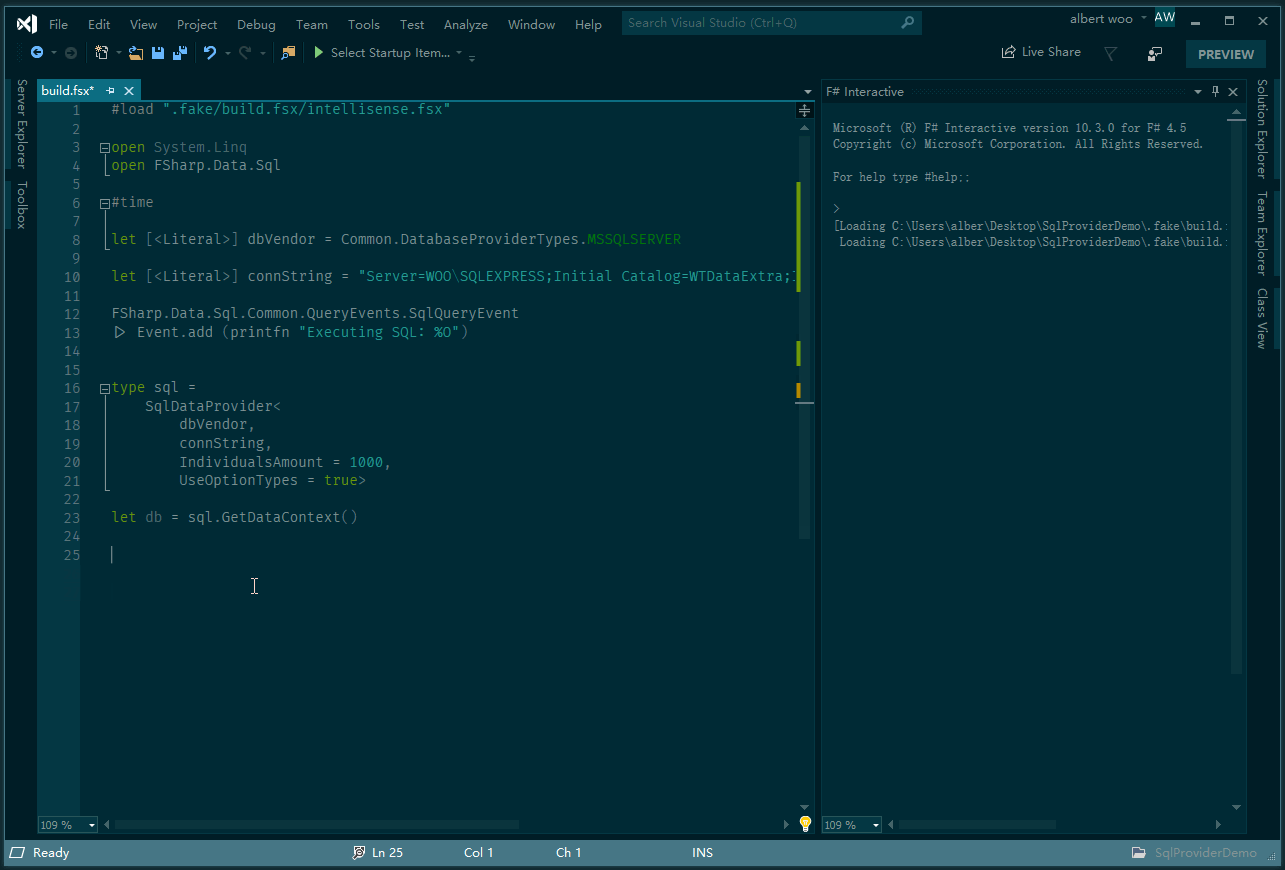 File Edit View Project Debug Team Tools Test Analyze Window Help Search Visual Studio (Ctrl+Q) albert woo AW
Select Startup Item... Live Share PREVIEW
Server Explorer
Toolbox
build.fsx*
1 #load ".fake/build.fsx/intellisense.fsx"
2
3 open System.Linq
4 open FSharp.Data.Sql
5
6 #time
7
8 let [<Literal>] dbVendor = Common.DatabaseProviderTypes.MSSQLSERVER
9
10 let [<Literal>] connString = "Server=WOO\SQLEXPRESS;Initial Catalog=WTDataExtra;
11
12 FSharp.Data.Sql.Common.QueryEvents.SqlQueryEvent
13 ▷ Event.add (printfn "Executing SQL: %O")
14
15
16 type sql =
17 SqlDataProvider<
18 dbVendor,
19 connString,
20 IndividualsAmount = 1000,
21 UseOptionTypes = true>
22
23 let db = sql.GetDataContext()
24
25
109 %
F# Interactive
Microsoft (R) F# Interactive version 10.3.0 for F# 4.5
Copyright (c) Microsoft Corporation. All Rights Reserved.
For help type #help;;
>
[Loading C:\Users\alber\Desktop\SqlProviderDemo\.fake\build.
Loading C:\Users\alber\Desktop\SqlProviderDemo\.fake\build.
109 %
Solution Explorer
Team Explorer
Class View
Ready Ln 25 Col 1 Ch 1 INS SqlProviderDemo